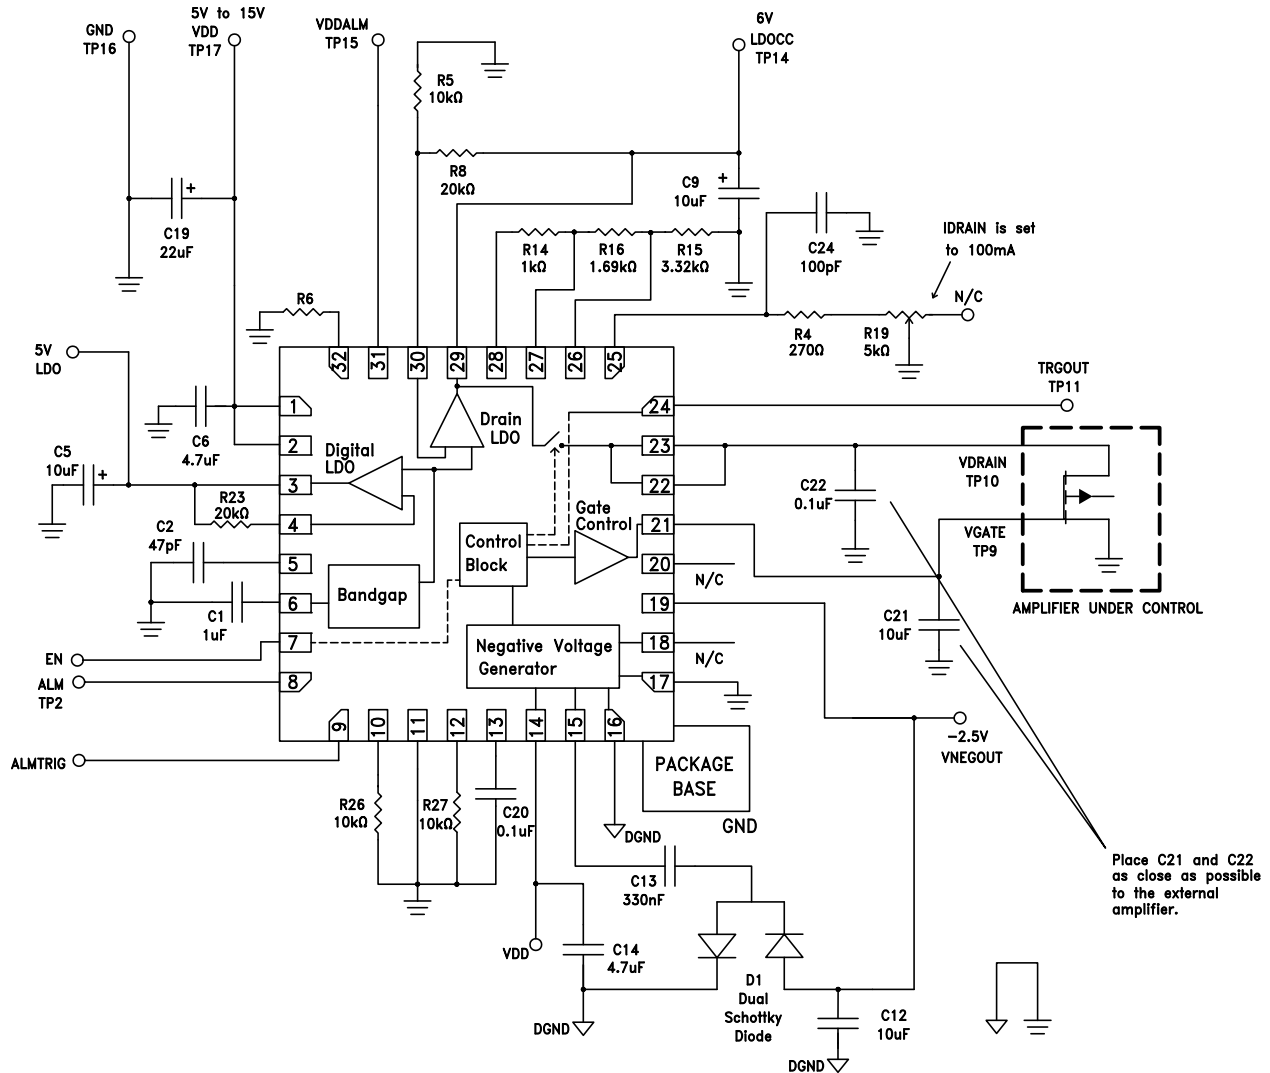 GND
TP16
5V to 15V
VDD
TP17
VDDALM
TP15
6V
LDOCC
TP14
R5
10kΩ
R8
20kΩ
C9
+
10uF
C19
+
22uF
R14
1kΩ
R16
1.69kΩ
R15
3.32kΩ
C24
100pF
IDRAIN is set
to 100mA
N/C
R4
270Ω
R19
5kΩ
R6
5V
LDO
32
31
30
29
28
27
26
25
TRGOUT
TP11
1
2
3
4
5
6
7
8
24
23
22
21
20
19
18
17
C6
4.7uF
C5
10uF
+
R23
20kΩ
C2
47pF
C1
1uF
EN
ALM
TP2
ALMTRIG
Digital
LDO
Drain
LDO
Gate
Control
Control
Block
Bandgap
Negative Voltage
Generator
N/C
N/C
VDRAIN
TP10
C22
0.1uF
VGATE
TP9
AMPLIFIER UNDER CONTROL
C21
10uF
-2.5V
VNEGOUT
9
10
11
12
13
14
15
16
PACKAGE
BASE
GND
R26
10kΩ
R27
10kΩ
C20
0.1uF
DGND
C13
330nF
VDD
C14
4.7uF
DGND
D1
Dual
Schottky
Diode
C12
10uF
DGND
Place C21 and C22
as close as possible
to the external
amplifier.